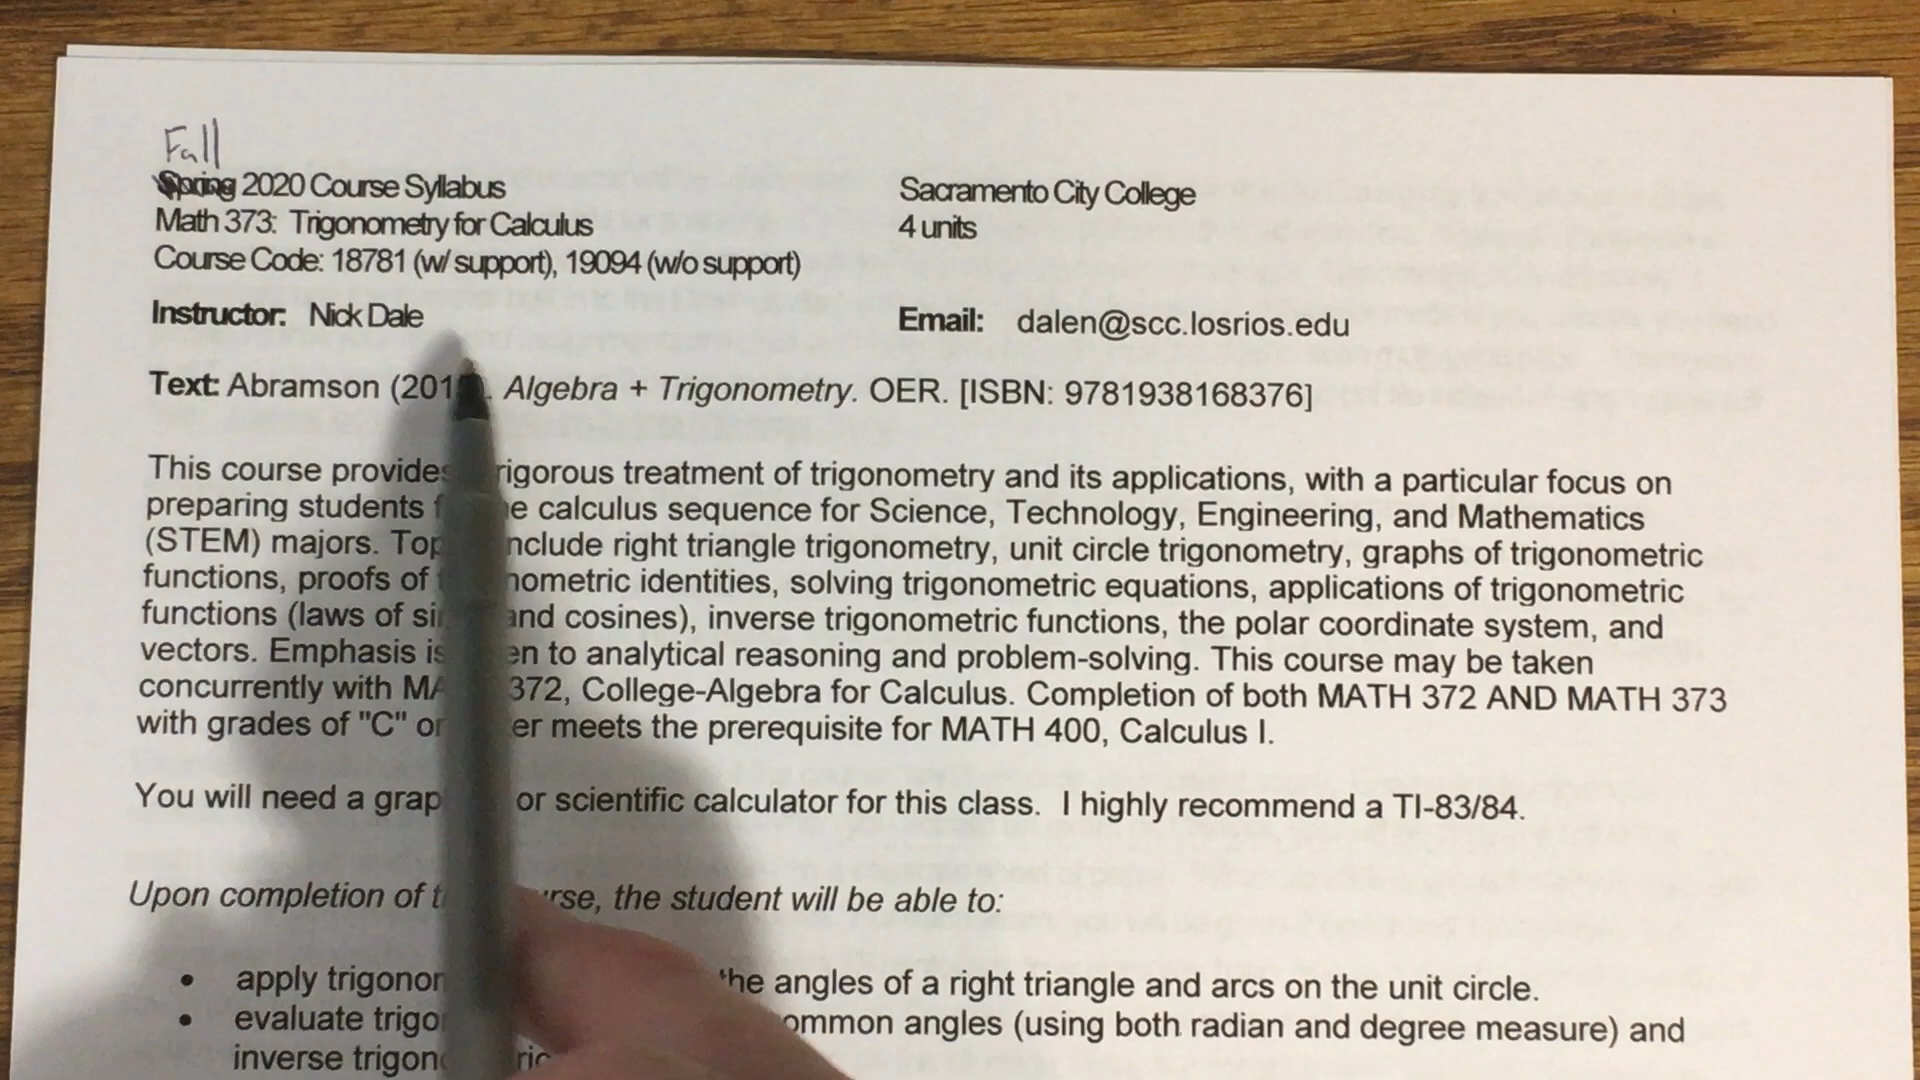 Fall
Spring 2020 Course Syllabus
Sacramento City College
Math 373: Trigonometry for Calculus
4 units
Course Code: 18781 (w/ support), 19094 (w/o support)
Instructor: Nick Dale
Email: dalen@scc.losrios.edu
Text: Abramson (201 . Algebra + Trigonometry. OER. [ISBN: 9781938168376]
This course provides rigorous treatment of trigonometry and its applications, with a particular focus on
preparing students calculus sequence for Science, Technology, Engineering, and Mathematics
(STEM) majors. include right triangle trigonometry, unit circle trigonometry, graphs of trigonometric
functions, proofs of identities, solving trigonometric equations, applications of trigonometric
functions (laws of and cosines), inverse trigonometric functions, the polar coordinate system, and
vectors. Emphasis is to analytical reasoning and problem-solving. This course may be taken
concurrently with 372, College-Algebra for Calculus. Completion of both MATH 372 AND MATH 373
with grades of "C" or meets the prerequisite for MATH 400, Calculus I.
You will need a or scientific calculator for this class. I highly recommend a TI-83/84.
Upon completion of the student will be able to:
• apply the angles of a right triangle and arcs on the unit circle.
• evaluate common angles (using both radian and degree measure) and
inverse